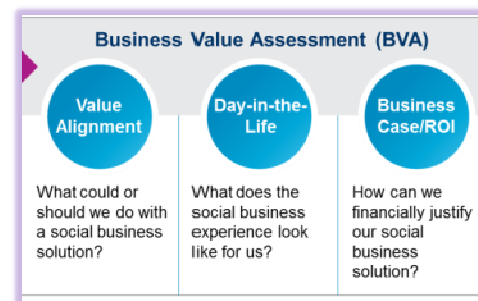 Business Value Assessment (BVA)
Value
Alignment
Day-in-the-
Life
Business
Case/ROI
What could or
should we do with
a social business
solution?
What does the
social business
experience look
like for us?
How can we
financially justify
our social
business
solution?